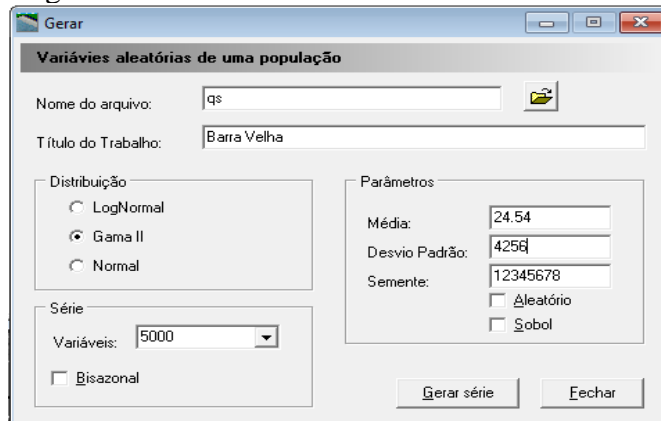 Gerar
Variávies aleatórias de uma população
Nome do arquivo: qs
Título do Trabalho: Barra Velha
Distribuição
LogNormal
Gama II
Normal
Parâmetros
Média: 24.54
Desvio Padrão: 4256
Semente: 12345678
Aleatório
Sobol
Série
Variáveis: 5000
Bisazonal
Gerar série Fechar